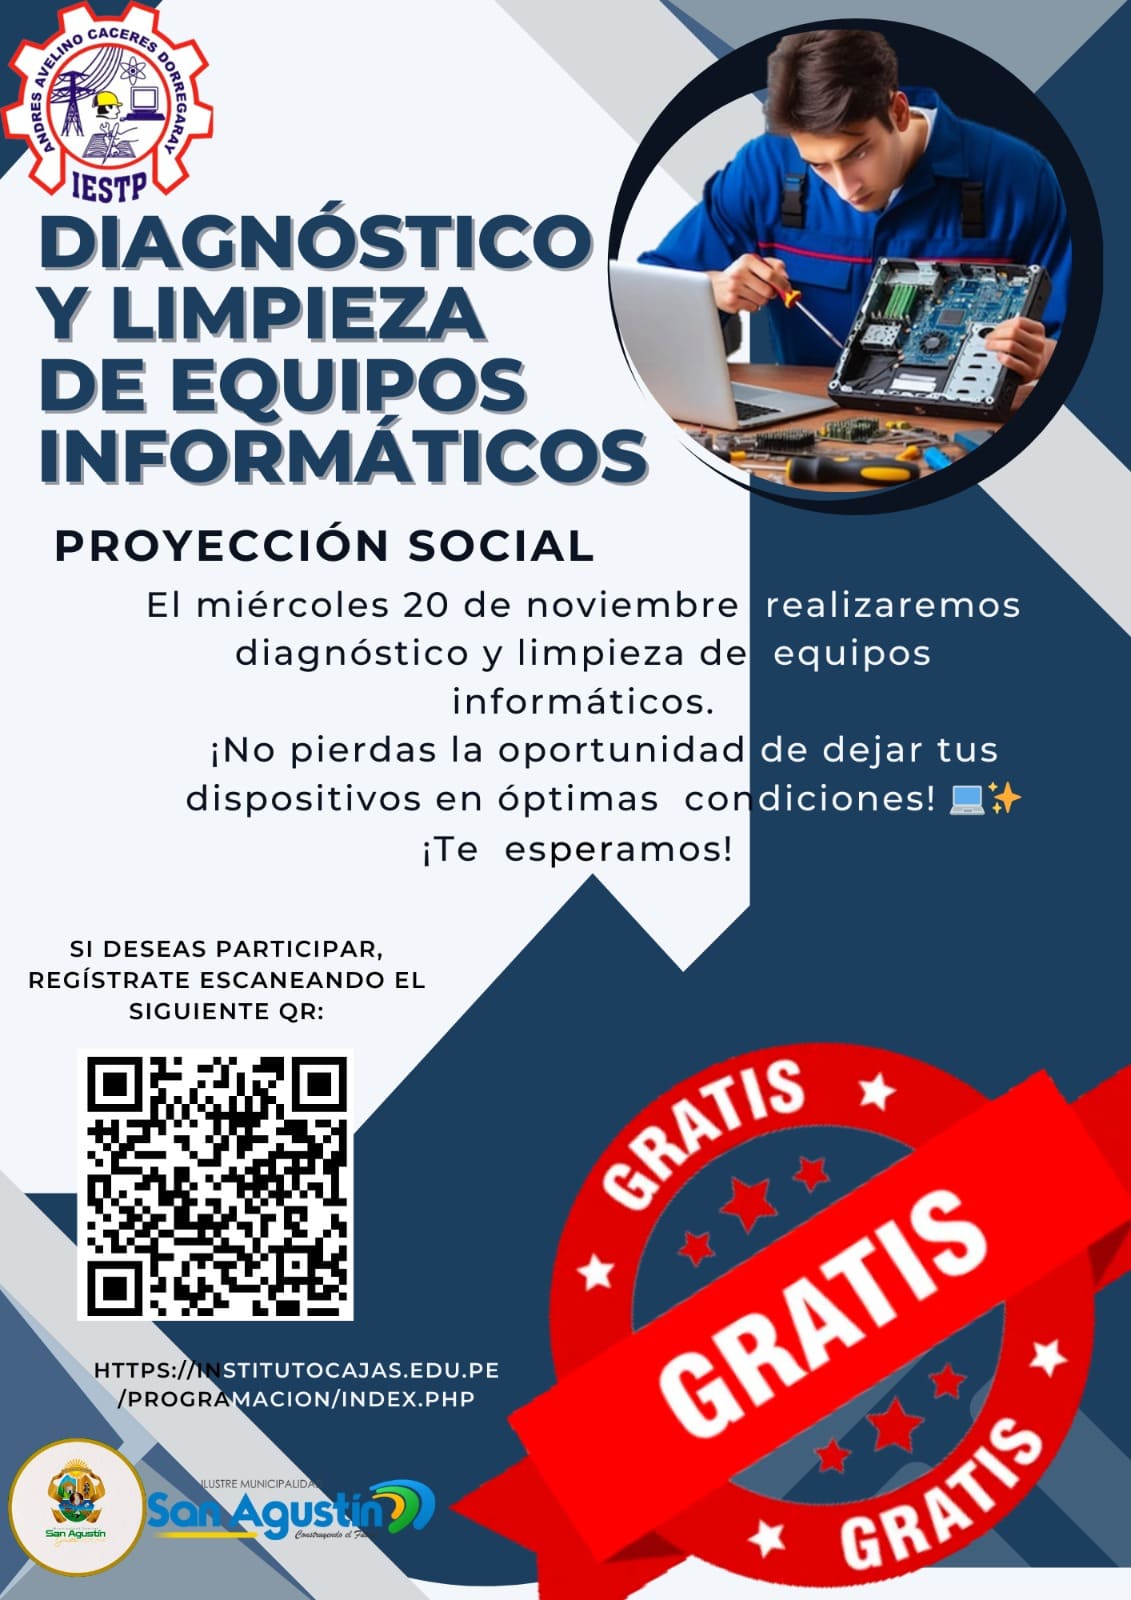 ANDRES AVELINO CACERES DORREGARAY
IESTP
DIAGNÓSTICO
Y LIMPIEZA
DE EQUIPOS
INFORMÁTICOS
PROYECCIÓN SOCIAL
El miércoles 20 de noviembre realizaremos
diagnóstico y limpieza de equipos
informáticos.
¡No pierdas la oportunidad de dejar tus
dispositivos en óptimas condiciones! 💻✨
¡Te esperamos!
SI DESEAS PARTICIPAR,
REGÍSTRATE ESCANEANDO EL
SIGUIENTE QR:
HTTPS://INSTITUTOCAJAS.EDU.PE
/PROGRAMACION/INDEX.PHP
GRATIS
GRATIS
GRATIS
San Agustín
ILUSTRE MUNICIPALIDAD
San Agustín
Construyendo el